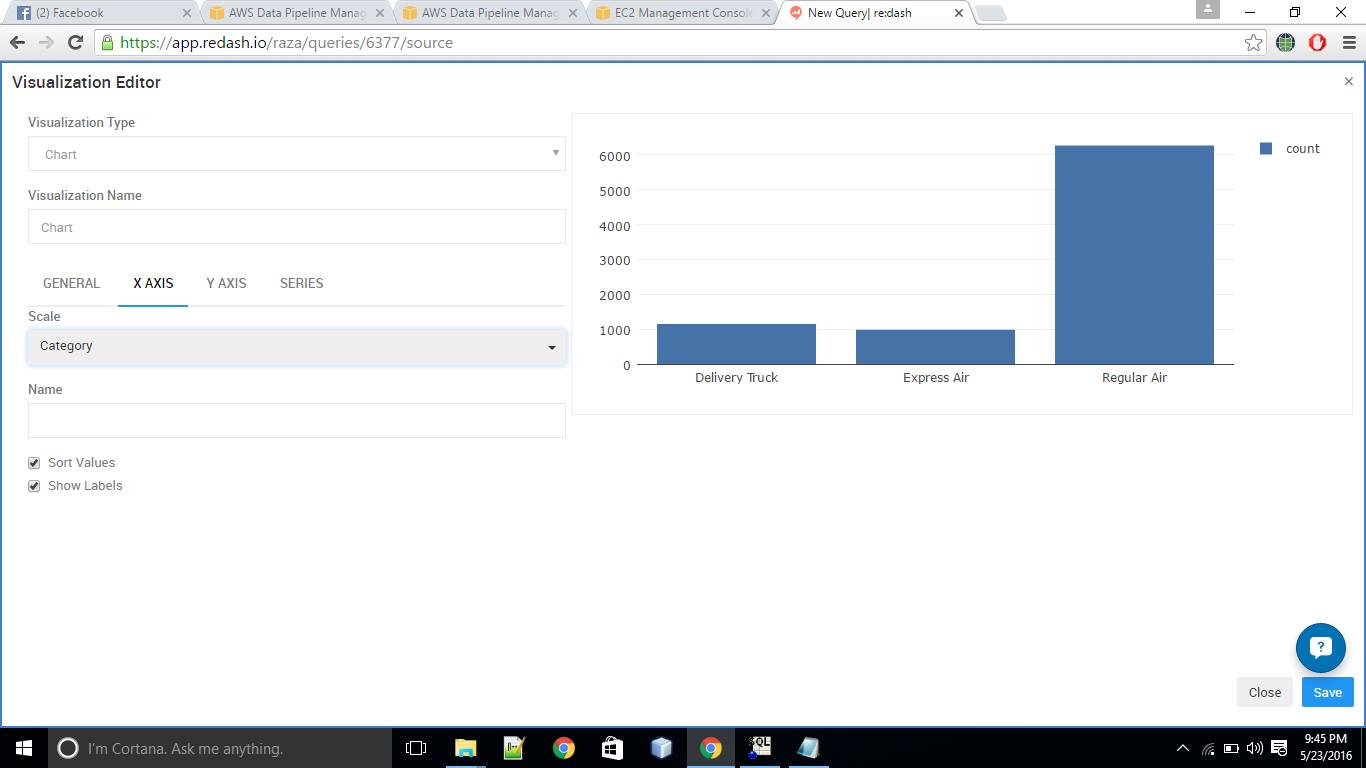 (2) Facebook
AWS Data Pipeline Manag
AWS Data Pipeline Manag
EC2 Management Consol
New Query| re:dash
https://app.redash.io/raza/queries/6377/source
Visualization Editor
Visualization Type
Chart
Visualization Name
Chart
GENERAL X AXIS Y AXIS SERIES
Scale
Category
Name
Sort Values
Show Labels
6000
5000
4000
3000
2000
1000
0
Delivery Truck Express Air Regular Air
count
?
Close Save
I'm Cortana. Ask me anything.
9:45 PM
5/23/2016